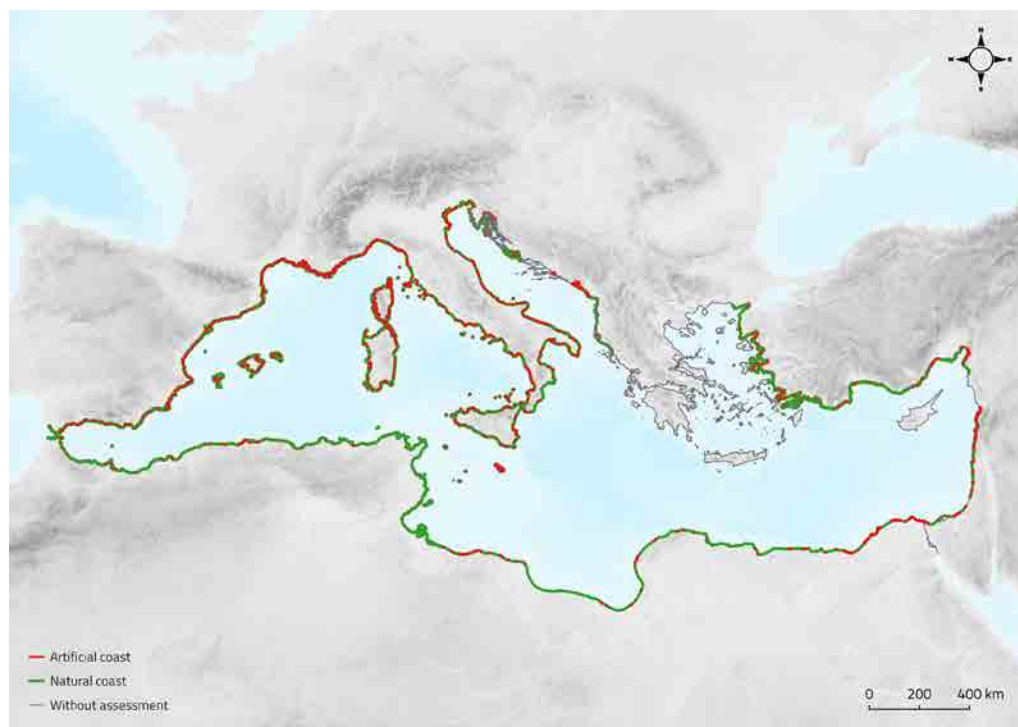 N
W E
S
Artificial coast
Natural coast
Without assessment
0 200 400 km